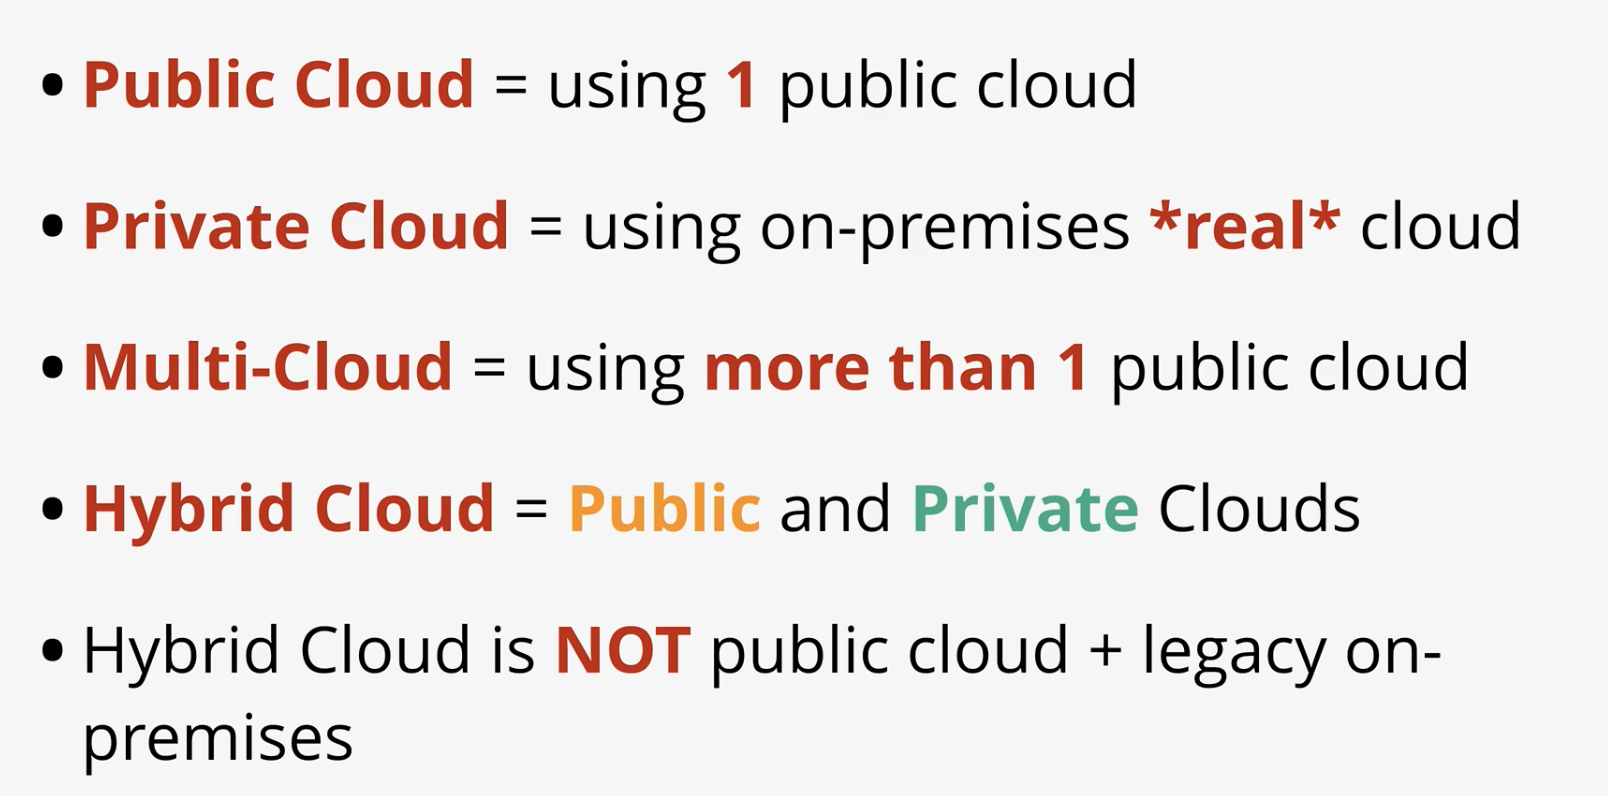 • Public Cloud = using 1 public cloud
• Private Cloud = using on-premises *real* cloud
• Multi-Cloud = using more than 1 public cloud
• Hybrid Cloud = Public and Private Clouds
• Hybrid Cloud is NOT public cloud + legacy on-
premises